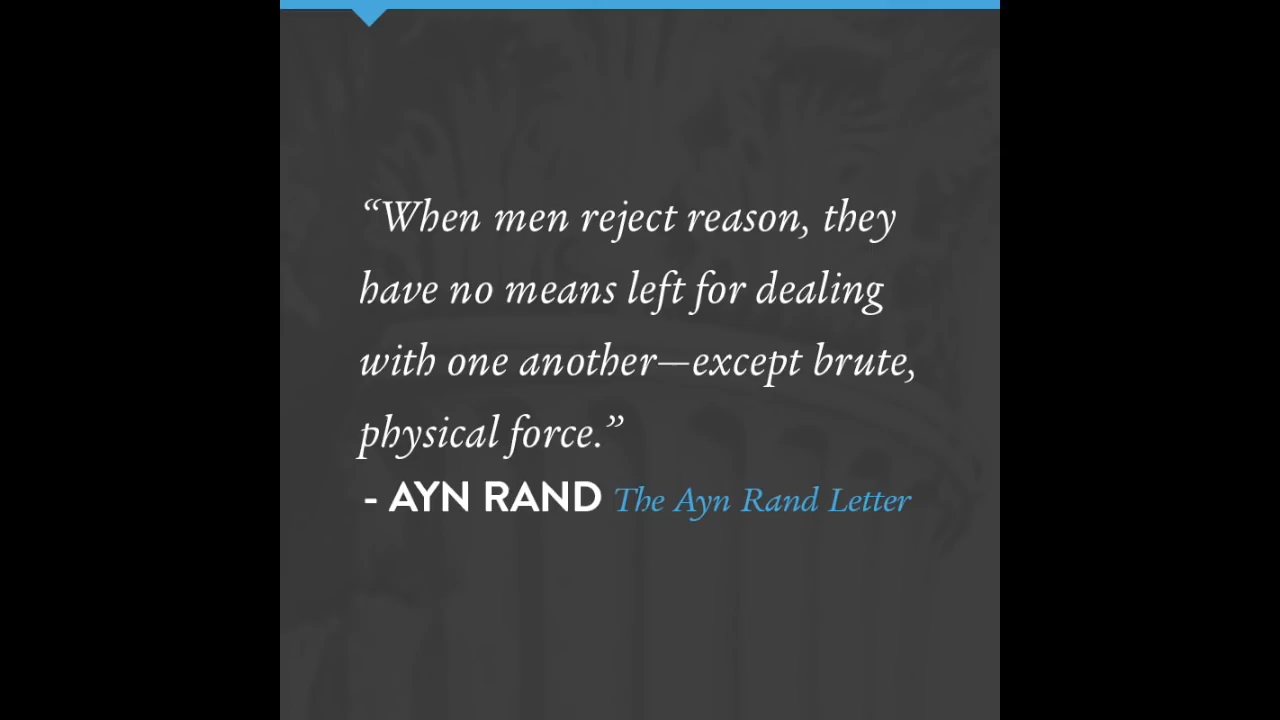 “When men reject reason, they
have no means left for dealing
with one another—except brute,
physical force.”
- AYN RAND The Ayn Rand Letter